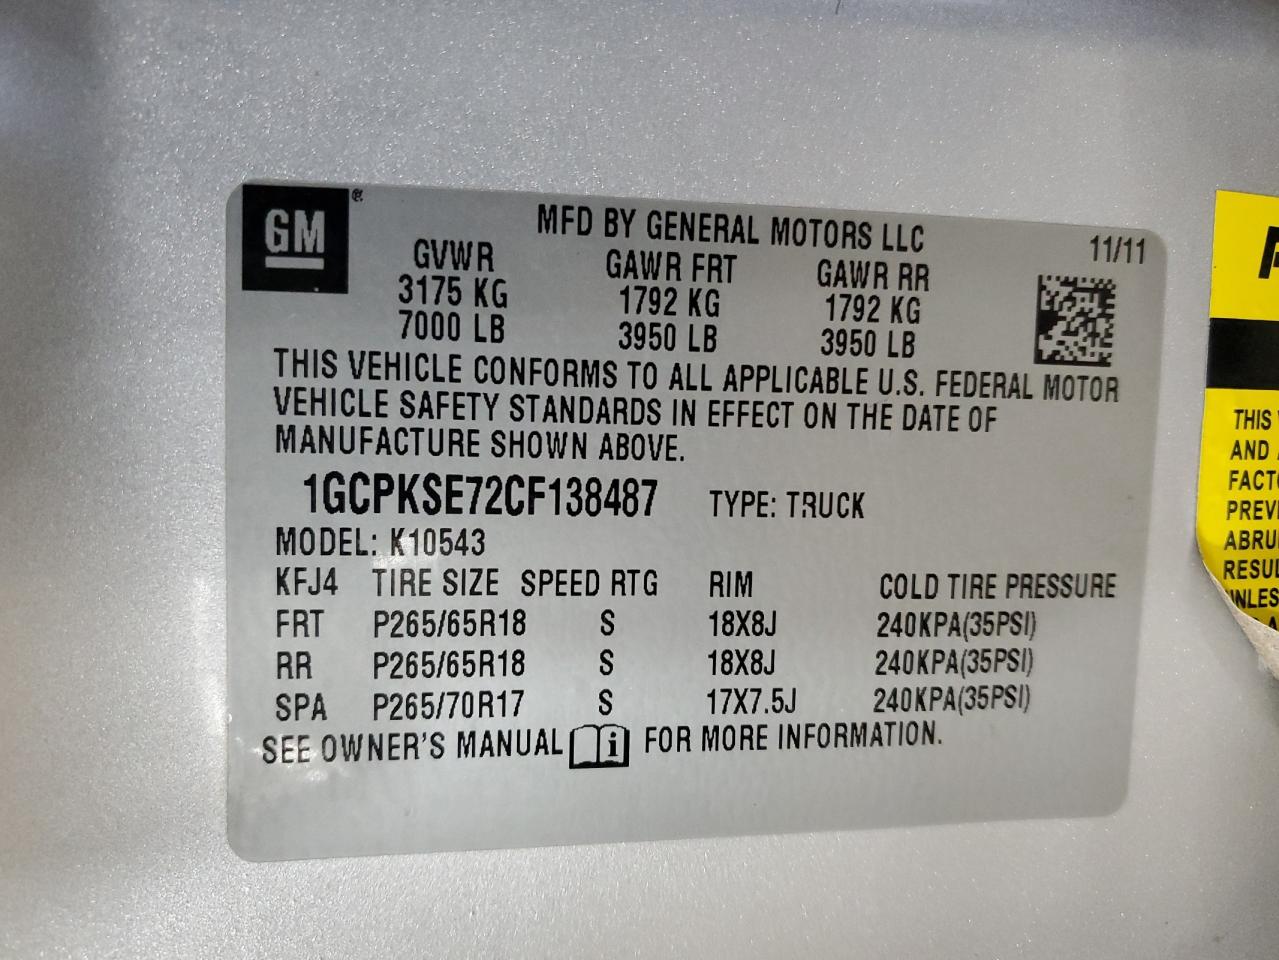 GM®
MFD BY GENERAL MOTORS LLC
11/11
GVWR GAWR FRT GAWR RR
3175 KG 1792 KG 1792 KG
7000 LB 3950 LB 3950 LB
THIS VEHICLE CONFORMS TO ALL APPLICABLE U.S. FEDERAL MOTOR
VEHICLE SAFETY STANDARDS IN EFFECT ON THE DATE OF
MANUFACTURE SHOWN ABOVE.
1GCPKSE72CF138487 TYPE: TRUCK
MODEL: K10543
KFJ4 TIRE SIZE SPEED RTG RIM COLD TIRE PRESSURE
FRT P265/65R18 S 18X8J 240KPA(35PSI)
RR P265/65R18 S 18X8J 240KPA(35PSI)
SPA P265/70R17 S 17X7.5J 240KPA(35PSI)
SEE OWNER'S MANUAL i FOR MORE INFORMATION.
THIS
AND